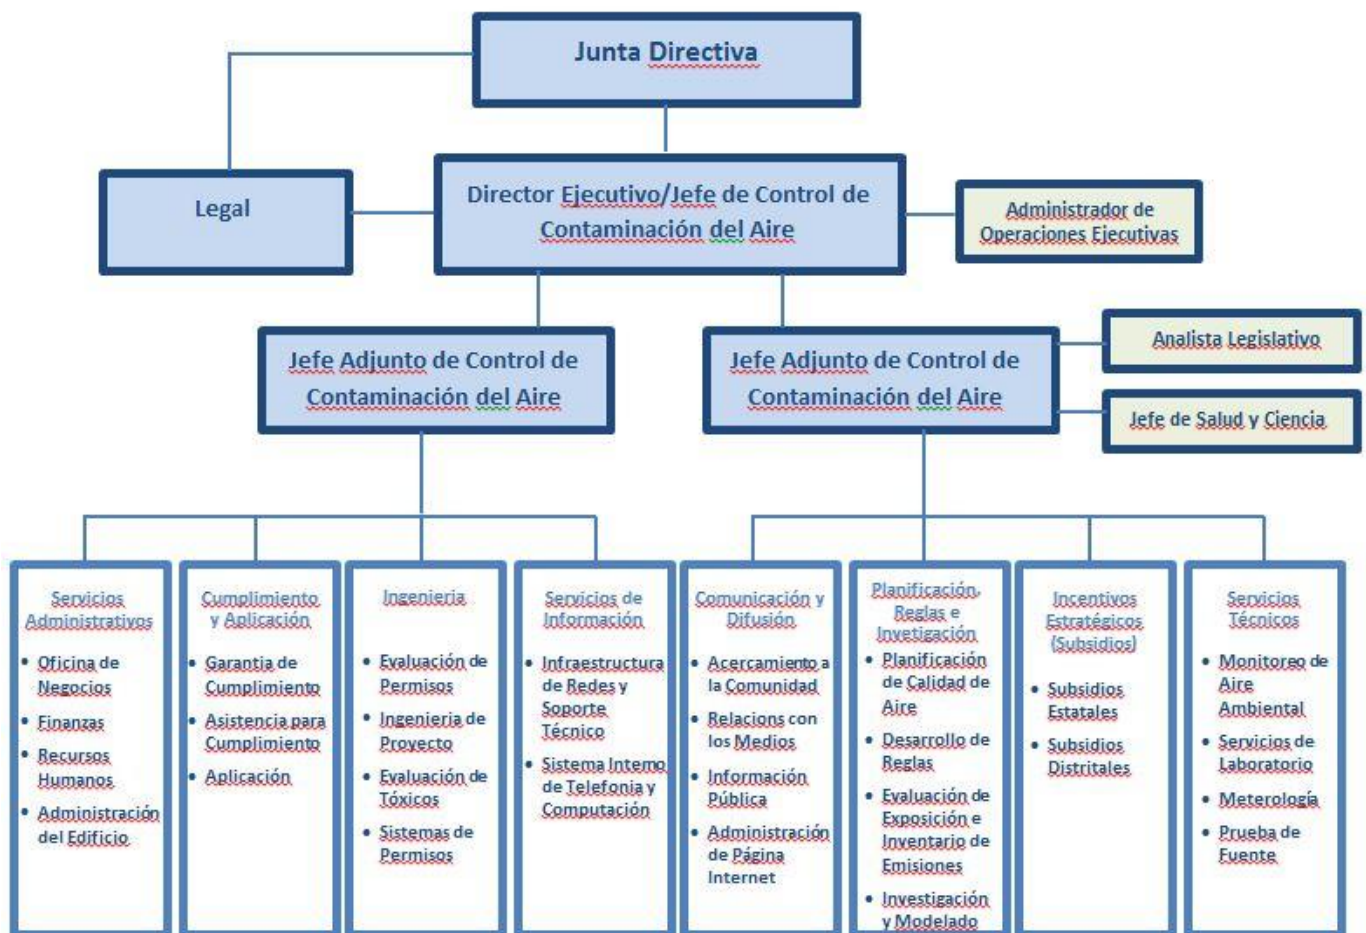 Junta Directiva
Legal
Director Ejecutivo/Jefe de Control de
Contaminación del Aire
Administrador de
Operaciones Ejecutivas
Jefe Adjunto de Control de
Contaminación del Aire
Jefe Adjunto de Control de
Contaminación del Aire
Analista Legislativo
Jefe de Salud y Ciencia
Servicios
Administrativos
• Oficina de
Negocios
• Finanzas
• Recursos
Humanos
• Administración
del Edificio
Cumplimiento
y Aplicación
• Garantia de
Cumplimiento
• Asistencia para
Cumplimiento
• Aplicación
Ingenieria
• Evaluación de
Permisos
• Ingenieria de
Proyecto
• Evaluación de
Tóxicos
• Sistemas de
Permisos
Servicios de
Información
• Infraestructura
de Redes y
Soporte
Técnico
• Sistema Interno
de Telefonia y
Computación
Comunicación y
Difusión
• Acercamiento a
la Comunidad
• Relacions con
los Medios
• Información
Pública
• Administración
de Página
Internet
Planificación,
Reglas e
Invetigación
• Planificación
de Calidad de
Aire
• Desarrollo de
Reglas
• Evaluación de
Exposición e
Inventario de
Emisiones
• Investigación
y Modelado
Incentivos
Estratégicos
(Subsidios)
• Subsidios
Estatales
• Subsidios
Distritales
Servicios
Técnicos
• Monitoreo de
Aire
Ambiental
• Servicios de
Laboratorio
• Meterología
• Prueba de
Fuente